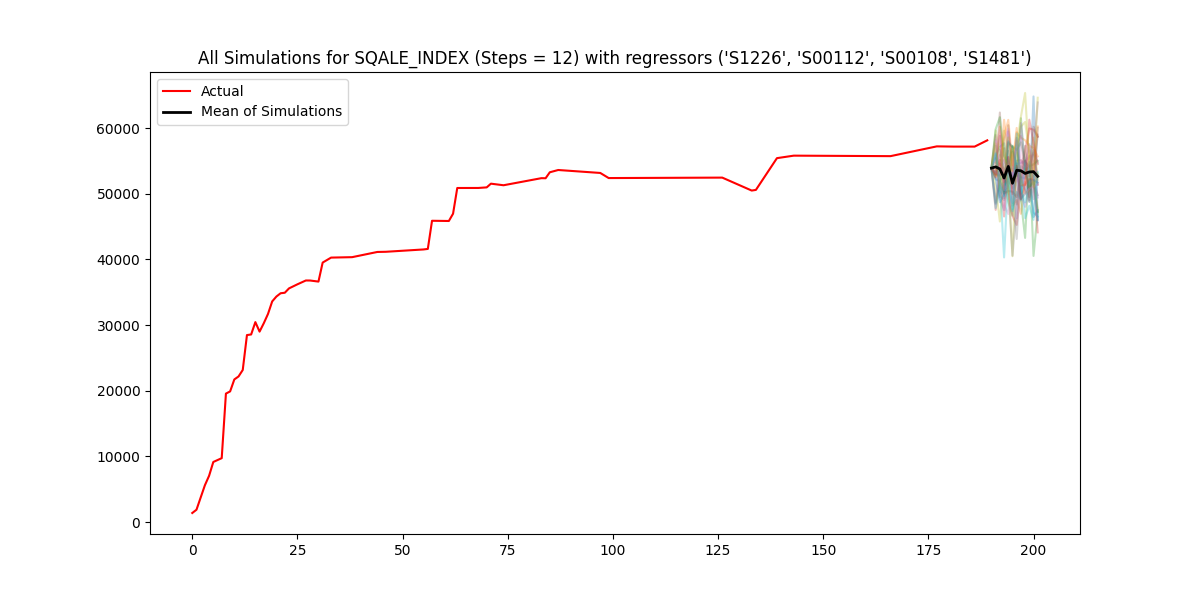 All Simulations for SQALE_INDEX (Steps = 12) with regressors ('S1226', 'S00112', 'S00108', 'S1481')
Actual
Mean of Simulations
60000
50000
40000
30000
20000
10000
0
0 25 50 75 100 125 150 175 200